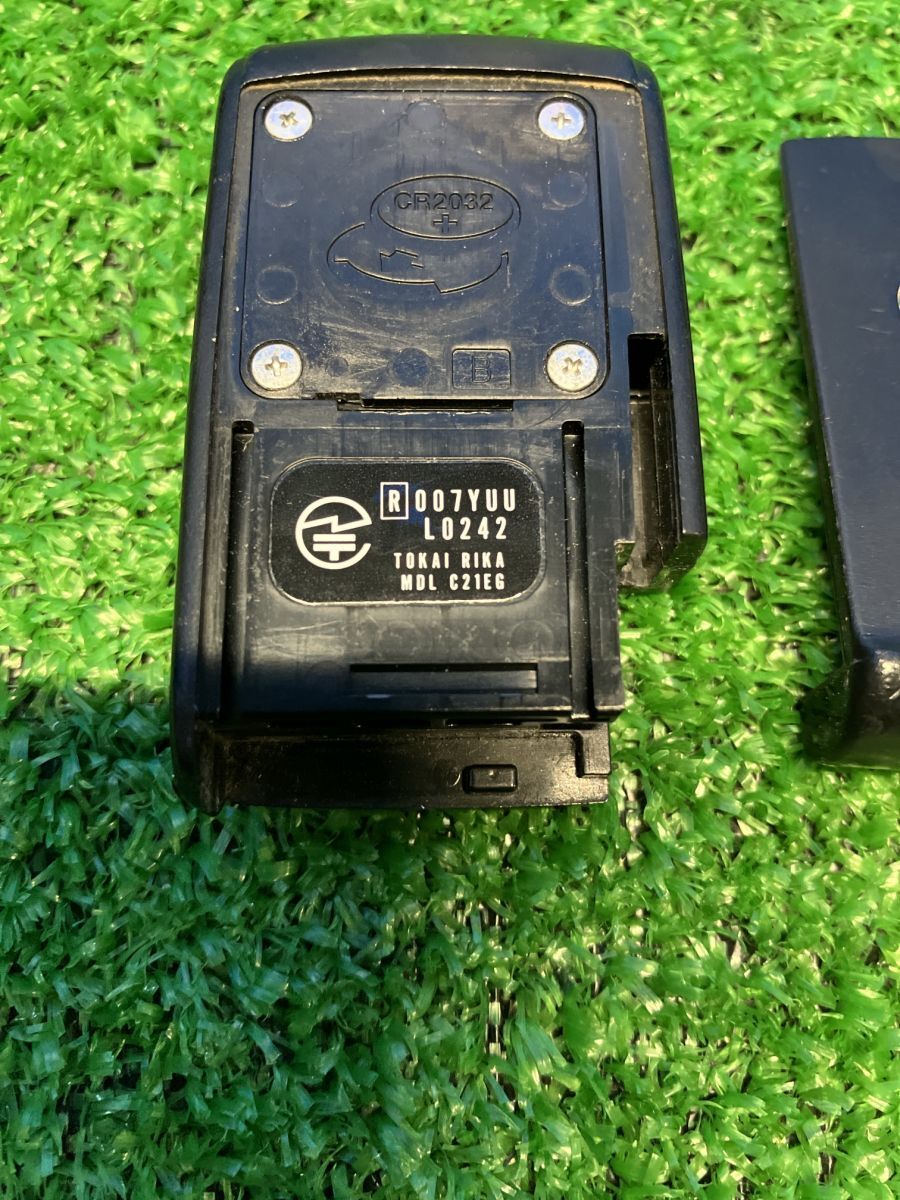 CR2032
+
B
R 007YUU
L0242
TOKAI RIKA
MDL C21EG